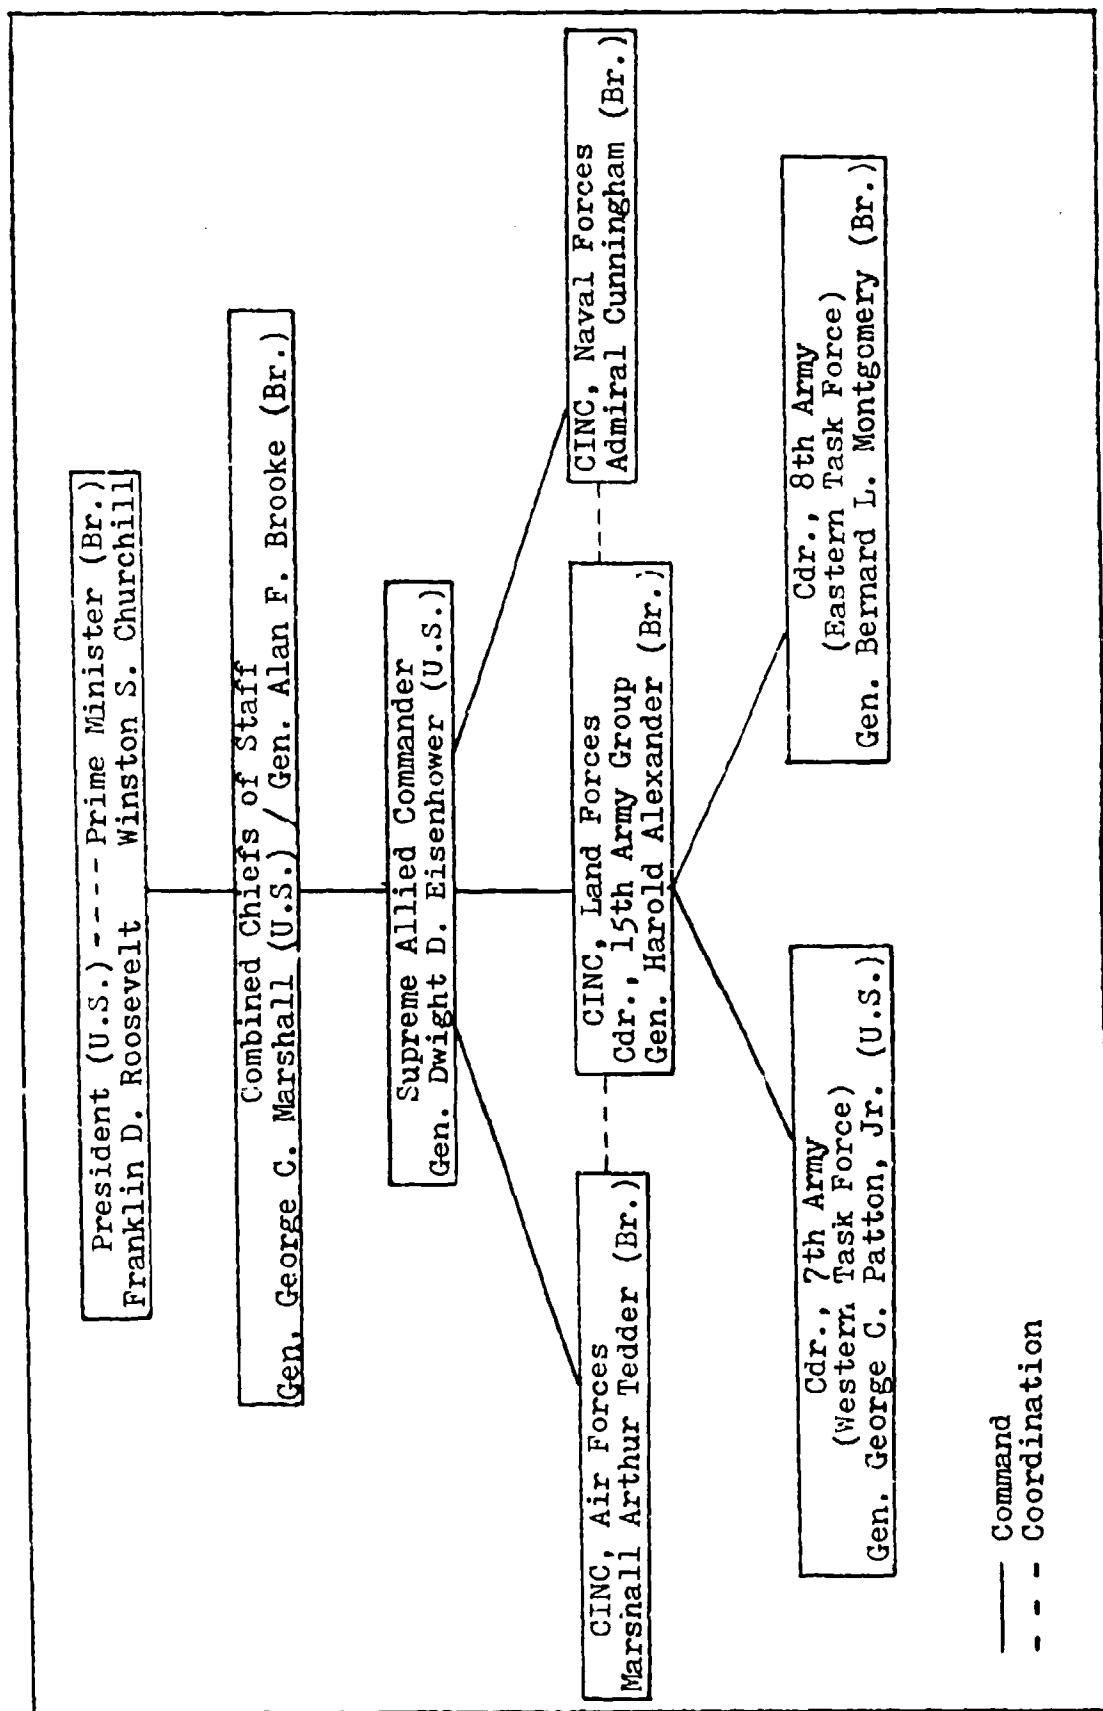 President (U.S.) ---- Prime Minister (Br.)
Franklin D. Roosevelt Winston S. Churchill
Combined Chiefs of Staff
Gen. George C. Marshall (U.S.) / Gen. Alan F. Brooke (Br.)
Supreme Allied Commander
Gen. Dwight D. Eisenhower (U.S.)
CINC, Air Forces
Marshall Arthur Tedder (Br.)
CINC, Land Forces
Cdr., 15th Army Group
Gen. Harold Alexander (Br.)
CINC, Naval Forces
Admiral Cunningham (Br.)
Cdr., 7th Army
(Western Task Force)
Gen. George C. Patton, Jr. (U.S.)
Cdr., 8th Army
(Eastern Task Force)
Gen. Bernard L. Montgomery (Br.)
Command
Coordination